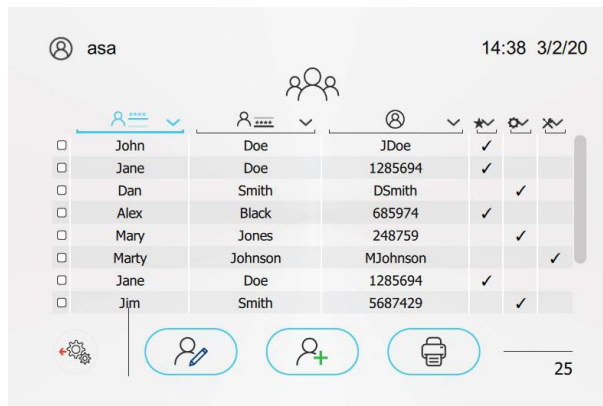 asa 14:38 3/2/20
John Doe JDoe ✓
Jane Doe 1285694 ✓
Dan Smith DSmith ✓
Alex Black 685974 ✓
Mary Jones 248759 ✓
Marty Johnson MJohnson ✓
Jane Doe 1285694 ✓
Jim Smith 5687429 ✓
25